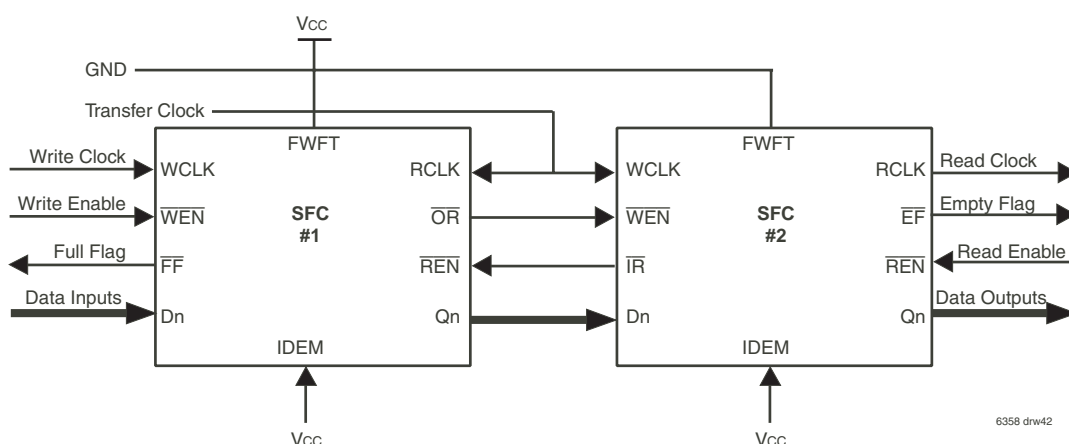 VCC
GND
Transfer Clock
FWFT
FWFT
Write Clock
WCLK
RCLK
WCLK
RCLK
Read Clock
Write Enable
WEN
SFC
#1
OR
WEN
SFC
#2
EF
Empty Flag
Full Flag
FF
REN
IR
REN
Read Enable
Data Inputs
Dn
Qn
Dn
Qn
Data Outputs
IDEM
IDEM
VCC
VCC
6358 drw42